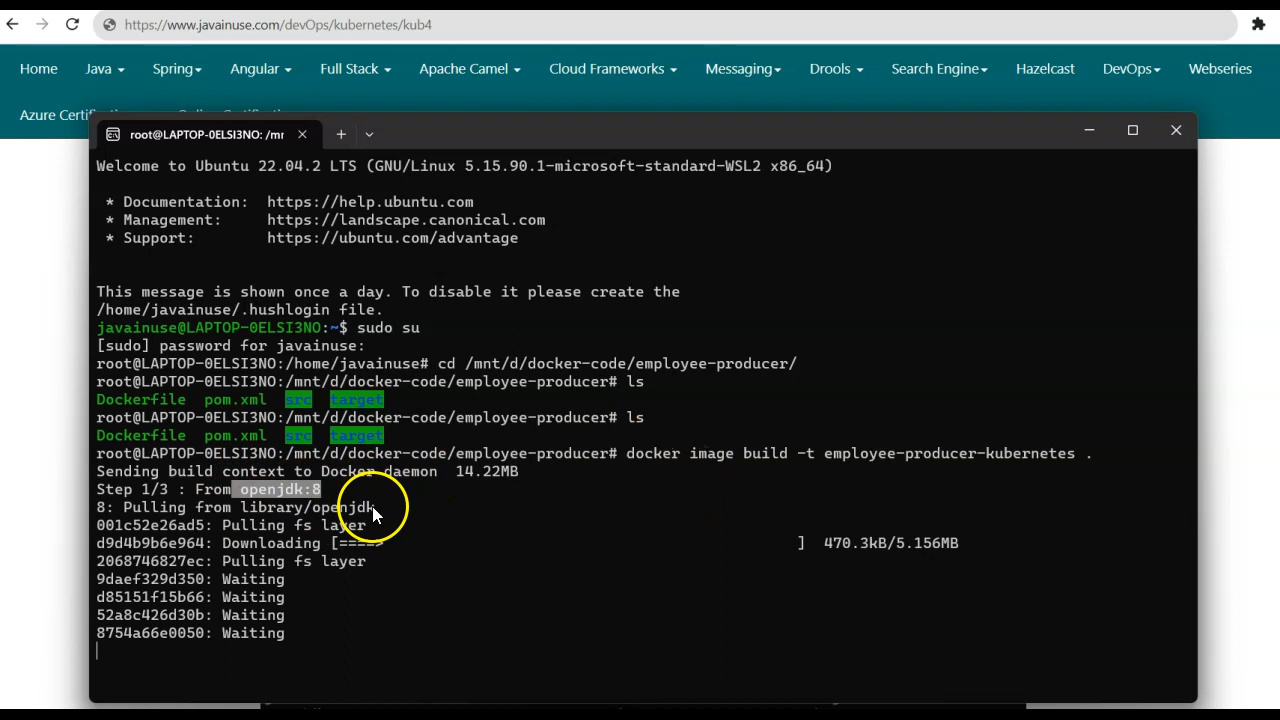 https://www.javainuse.com/devOps/kubernetes/kub4
Home Java Spring Angular Full Stack Apache Camel Cloud Frameworks Messaging Drools Search Engine Hazelcast DevOps Webseries
Azure Certification Online Certification
root@LAPTOP-0ELSI3NO: /mr
Welcome to Ubuntu 22.04.2 LTS (GNU/Linux 5.15.90.1-microsoft-standard-WSL2 x86_64)
* Documentation: https://help.ubuntu.com
* Management: https://landscape.canonical.com
* Support: https://ubuntu.com/advantage
This message is shown once a day. To disable it please create the
/home/javainuse/.hushlogin file.
javainuse@LAPTOP-0ELSI3NO:~$ sudo su
[sudo] password for javainuse:
root@LAPTOP-0ELSI3NO:/home/javainuse# cd /mnt/d/docker-code/employee-producer/
root@LAPTOP-0ELSI3NO:/mnt/d/docker-code/employee-producer# ls
Dockerfile pom.xml src target
root@LAPTOP-0ELSI3NO:/mnt/d/docker-code/employee-producer# ls
Dockerfile pom.xml src target
root@LAPTOP-0ELSI3NO:/mnt/d/docker-code/employee-producer# docker image build -t employee-producer-kubernetes .
Sending build context to Docker daemon 14.22MB
Step 1/3 : From openjdk:8
8: Pulling from library/openjdk
001c52e26ad5: Pulling fs layer
d9d4b9b6e964: Downloading [====> ] 470.3kB/5.156MB
2068746827ec: Pulling fs layer
9daef329d350: Waiting
d85151f15b66: Waiting
52a8c426d30b: Waiting
8754a66e0050: Waiting